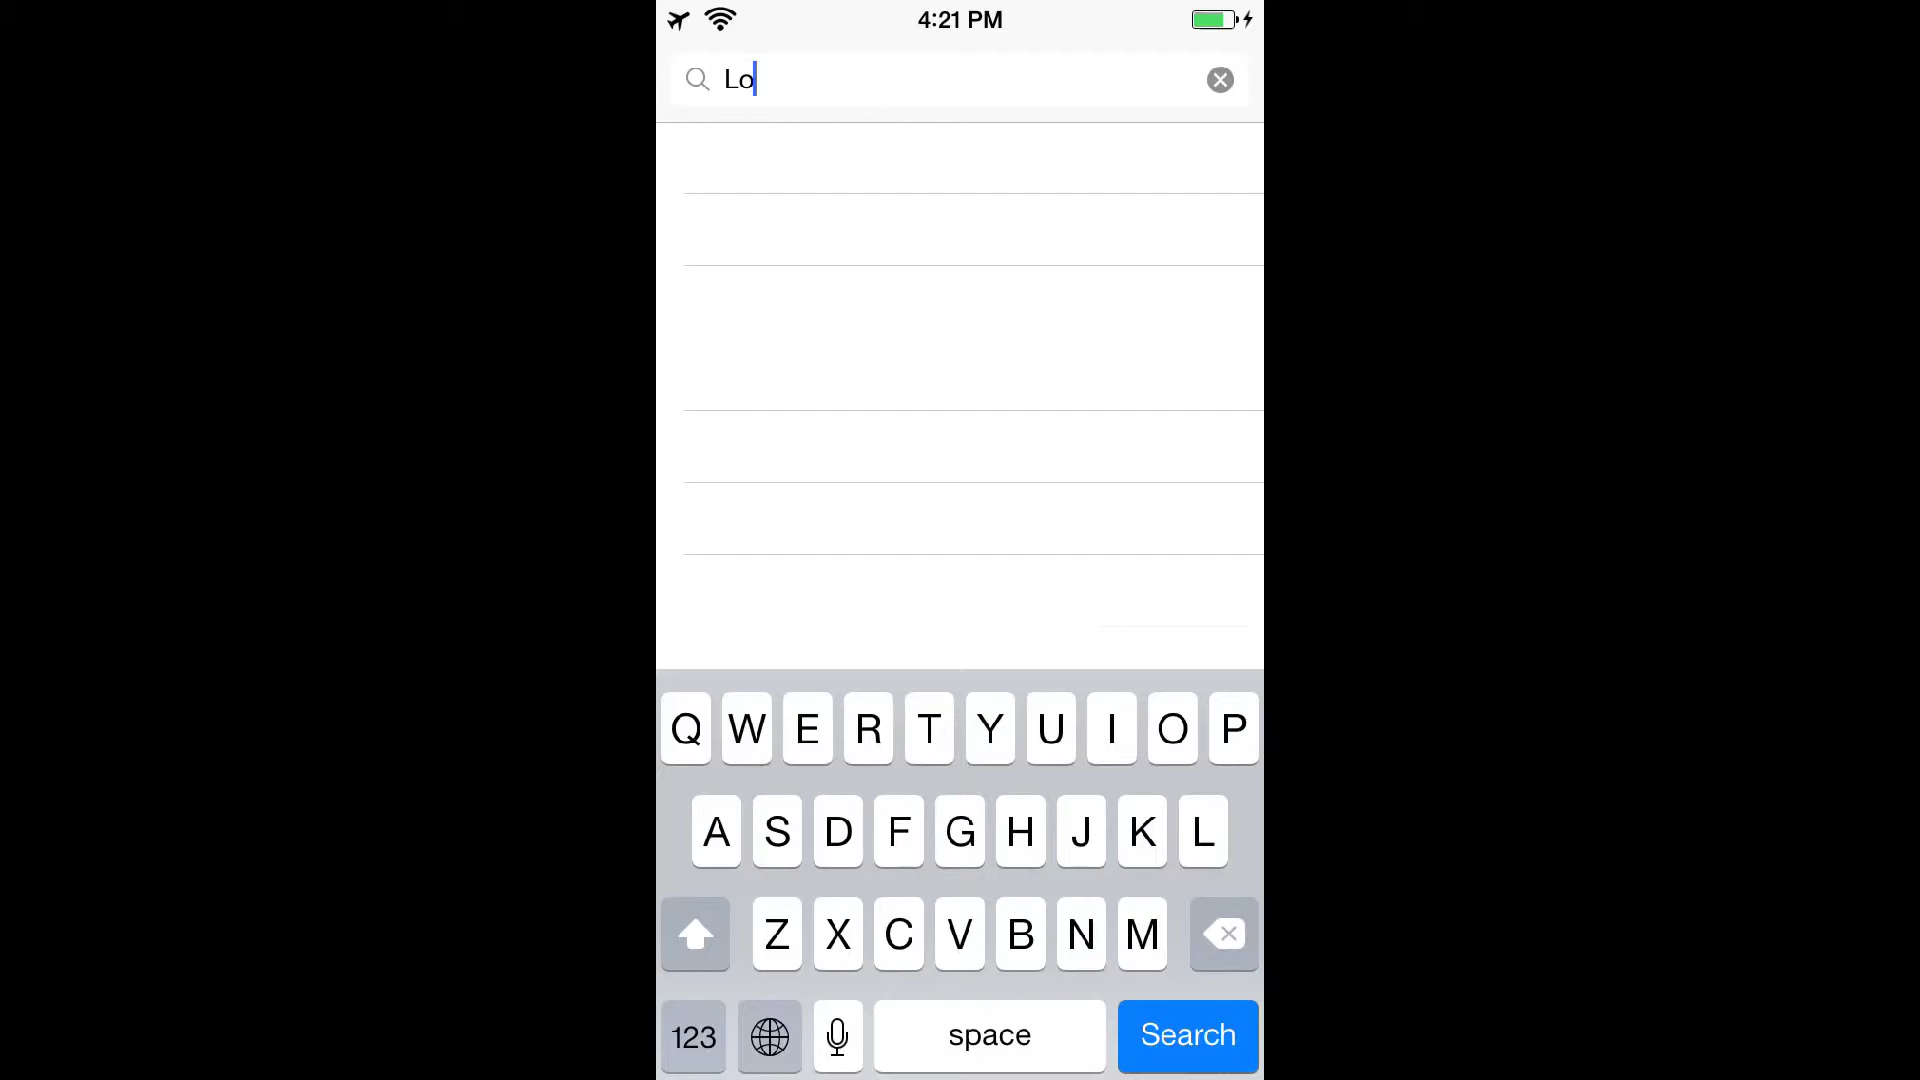 4:21 PM
Lo
Q W E R T Y U I O P
A S D F G H J K L
Z X C V B N M
123 space Search